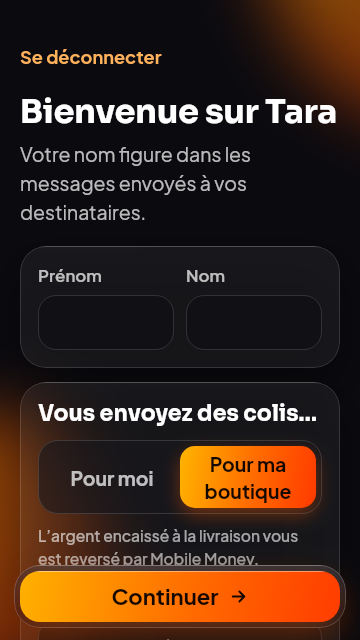 Se déconnecter
Bienvenue sur Tara
Votre nom figure dans les
messages envoyés à vos
destinataires.
Prénom Nom
Vous envoyez des colis...
Pour moi
Pour ma
boutique
L'argent encaissé à la livraison vous
est reversé par Mobile Money.
Continuer →